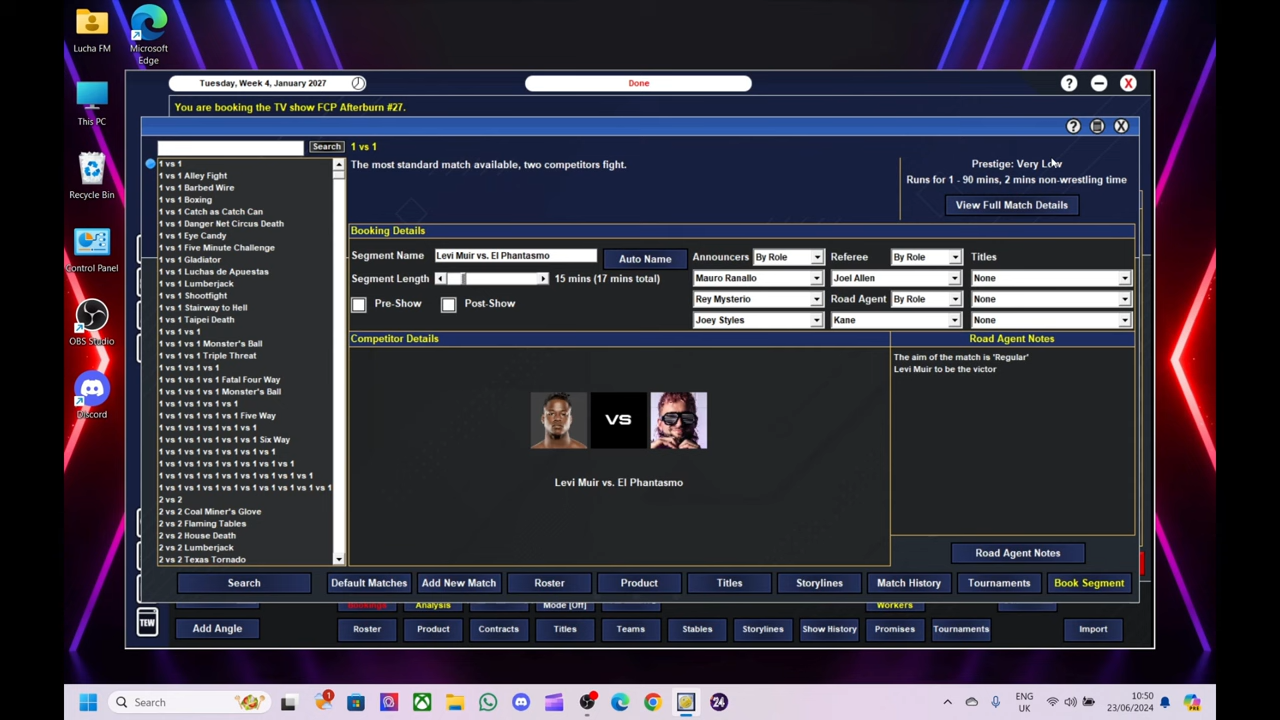 Lucha FM
Microsoft
Edge
This PC
Recycle Bin
Control Panel
OBS Studio
Discord
Tuesday, Week 4, January 2027
Done
?
X
You are booking the TV show FCP Afterburn #27.
?
X
Search
1 vs 1
1 vs 1
1 vs 1 Alley Fight
1 vs 1 Barbed Wire
1 vs 1 Boxing
1 vs 1 Catch as Catch Can
1 vs 1 Danger Net Circus Death
1 vs 1 Eye Candy
1 vs 1 Five Minute Challenge
1 vs 1 Gladiator
1 vs 1 Luchas de Apuestas
1 vs 1 Lumberjack
1 vs 1 Shootfight
1 vs 1 Stairway to Hell
1 vs 1 Taipei Death
1 vs 1 vs 1
1 vs 1 vs 1 Monster's Ball
1 vs 1 vs 1 Triple Threat
1 vs 1 vs 1 vs 1
1 vs 1 vs 1 vs 1 Fatal Four Way
1 vs 1 vs 1 vs 1 Monster's Ball
1 vs 1 vs 1 vs 1 vs 1
1 vs 1 vs 1 vs 1 vs 1 Five Way
1 vs 1 vs 1 vs 1 vs 1 vs 1
1 vs 1 vs 1 vs 1 vs 1 vs 1 Six Way
1 vs 1 vs 1 vs 1 vs 1 vs 1 vs 1
1 vs 1 vs 1 vs 1 vs 1 vs 1 vs 1 vs 1
1 vs 1 vs 1 vs 1 vs 1 vs 1 vs 1 vs 1 vs 1
1 vs 1 vs 1 vs 1 vs 1 vs 1 vs 1 vs 1 vs 1 vs 1
2 vs 2
2 vs 2 Coal Miner's Glove
2 vs 2 Flaming Tables
2 vs 2 House Death
2 vs 2 Lumberjack
2 vs 2 Texas Tornado
The most standard match available, two competitors fight.
Prestige: Very Low
Runs for 1 - 90 mins, 2 mins non-wrestling time
View Full Match Details
Booking Details
Segment Name
Levi Muir vs. El Phantasmo
Auto Name
Segment Length
15 mins (17 mins total)
Pre-Show
Post-Show
Announcers
By Role
Mauro Ranallo
Rey Mysterio
Joey Styles
Referee
By Role
Joel Allen
Road Agent
By Role
Kane
Titles
None
None
None
Competitor Details
VS
Levi Muir vs. El Phantasmo
Road Agent Notes
The aim of the match is 'Regular'
Levi Muir to be the victor
Road Agent Notes
Search
Default Matches
Add New Match
Roster
Product
Titles
Storylines
Match History
Tournaments
Book Segment
Bookings
Analysis
Mode [Off]
Workers
TEW
Add Angle
Roster
Product
Contracts
Titles
Teams
Stables
Storylines
Show History
Promises
Tournaments
Import
Search
1
24
ENG
UK
10:50
23/06/2024
PRE